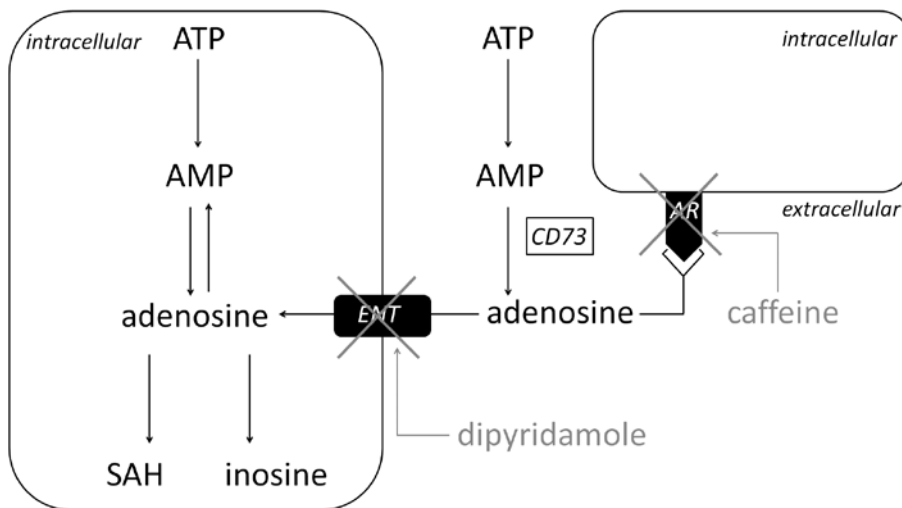 intracellular
ATP
ATP
intracellular
AMP
AMP
AR
extracellular
CD73
adenosine
ENT
adenosine
caffeine
dipyridamole
SAH
inosine